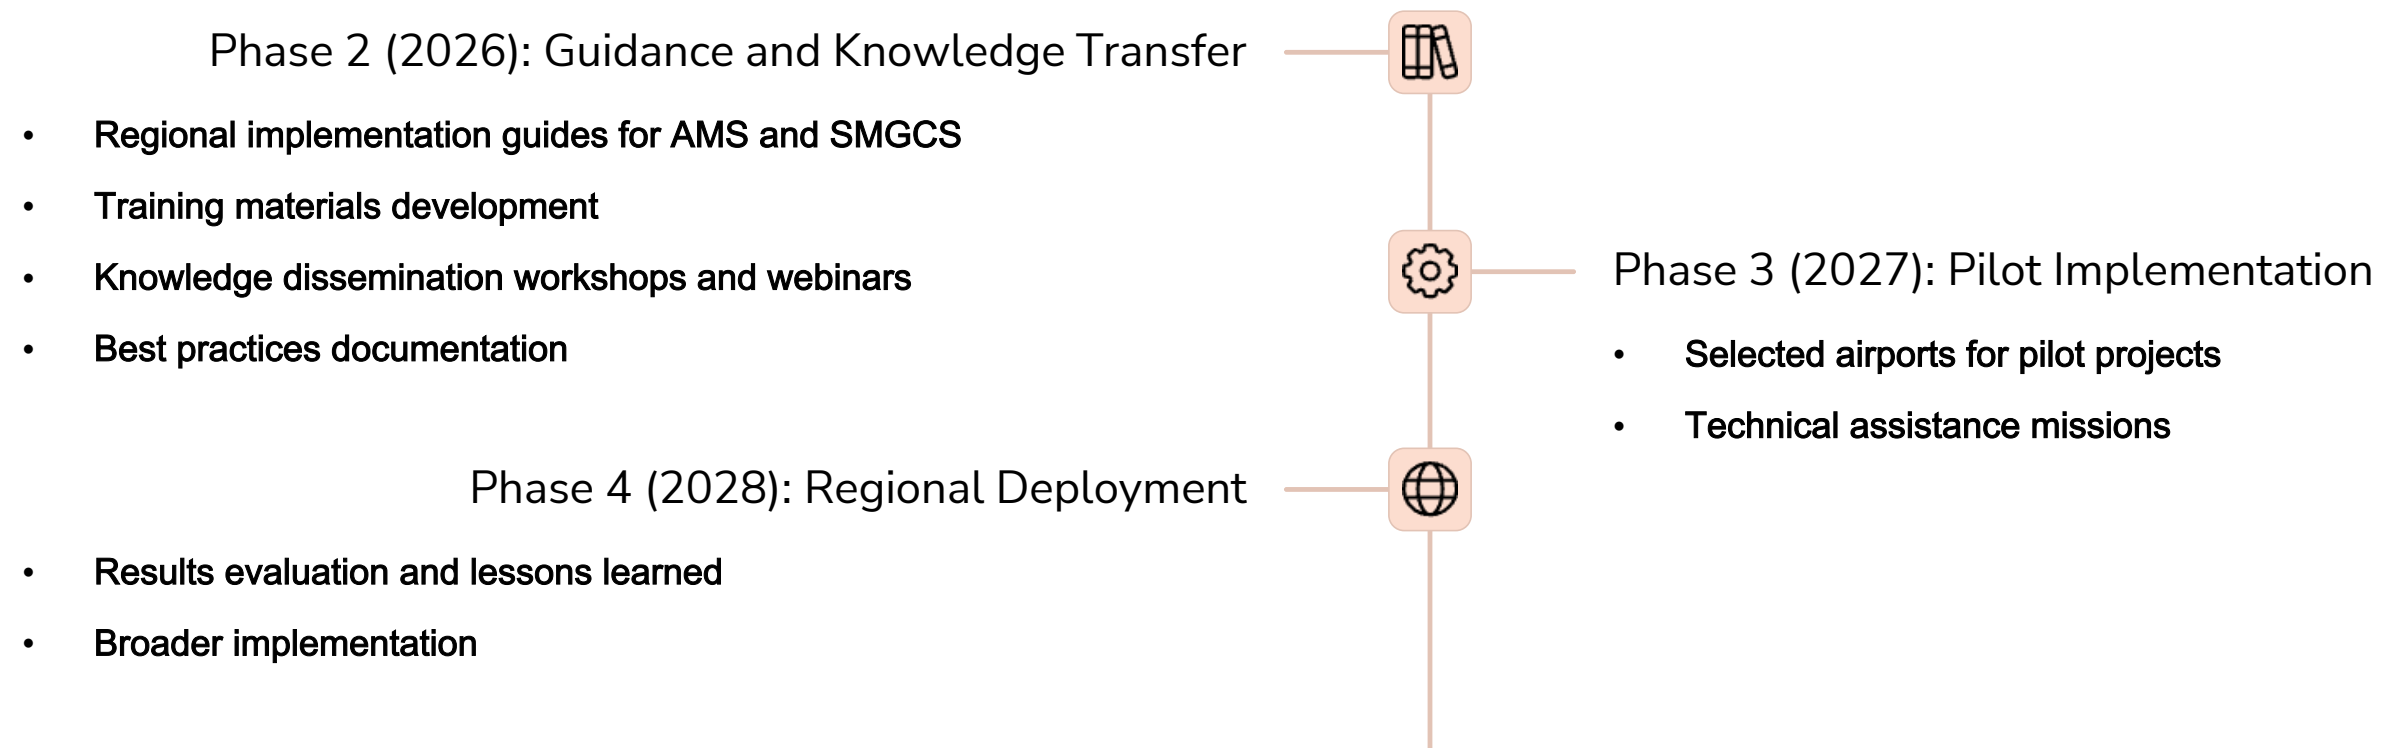 Phase 2 (2026): Guidance and Knowledge Transfer
• Regional implementation guides for AMS and SMGCS
• Training materials development
• Knowledge dissemination workshops and webinars
• Best practices documentation
Phase 3 (2027): Pilot Implementation
• Selected airports for pilot projects
• Technical assistance missions
Phase 4 (2028): Regional Deployment
• Results evaluation and lessons learned
• Broader implementation